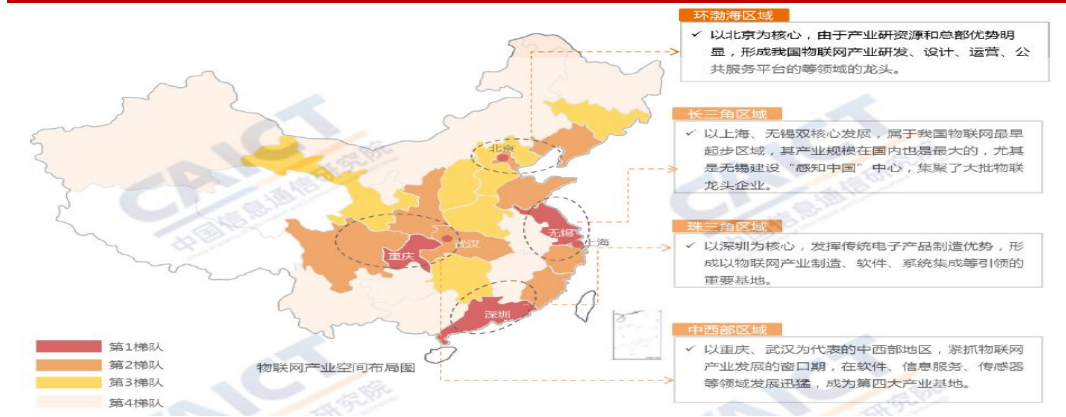 环渤海区域
✓ 以北京为核心，由于产业研资源和总部优势明
显，形成我国物联网产业研发、设计、运营、公
共服务平台的等领域的龙头。
长三角区域
✓ 以上海、无锡双核心发展，属于我国物联网最早
起步区域，其产业规模在国内也是最大的，尤其
是无锡建设“感知中国”中心，集聚了大批物联
龙头企业。
珠三角区域
✓ 以深圳为核心，发挥传统电子产品制造优势，形
成以物联网产业制造、软件、系统集成等引领的
重要基地。
中西部区域
✓ 以重庆、武汉为代表的中西部地区，紧抓物联网
产业发展的窗口期，在软件、信息服务、传感器
等领域发展迅猛，成为第四大产业基地。
北京
无锡
上海
武汉
重庆
深圳
第1梯队
第2梯队
第3梯队
第4梯队
物联网产业空间布局图
CAICT
中国信息通信研究院
CAICT
中国信息通信研究院
CAICT
CAICT